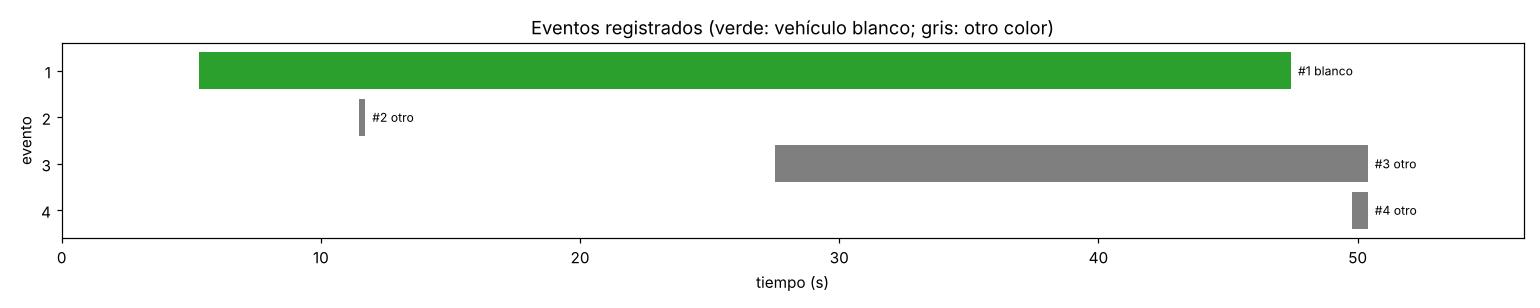 Eventos registrados (verde: vehículo blanco; gris: otro color)
evento
1
#1 blanco
2
#2 otro
3
#3 otro
4
#4 otro
0 10 20 30 40 50
tiempo (s)